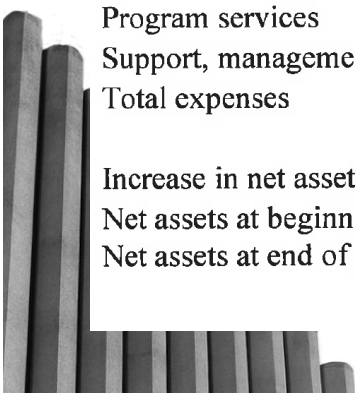 Program services
Support, manageme
Total expenses
Increase in net asset
Net assets at beginn
Net assets at end of